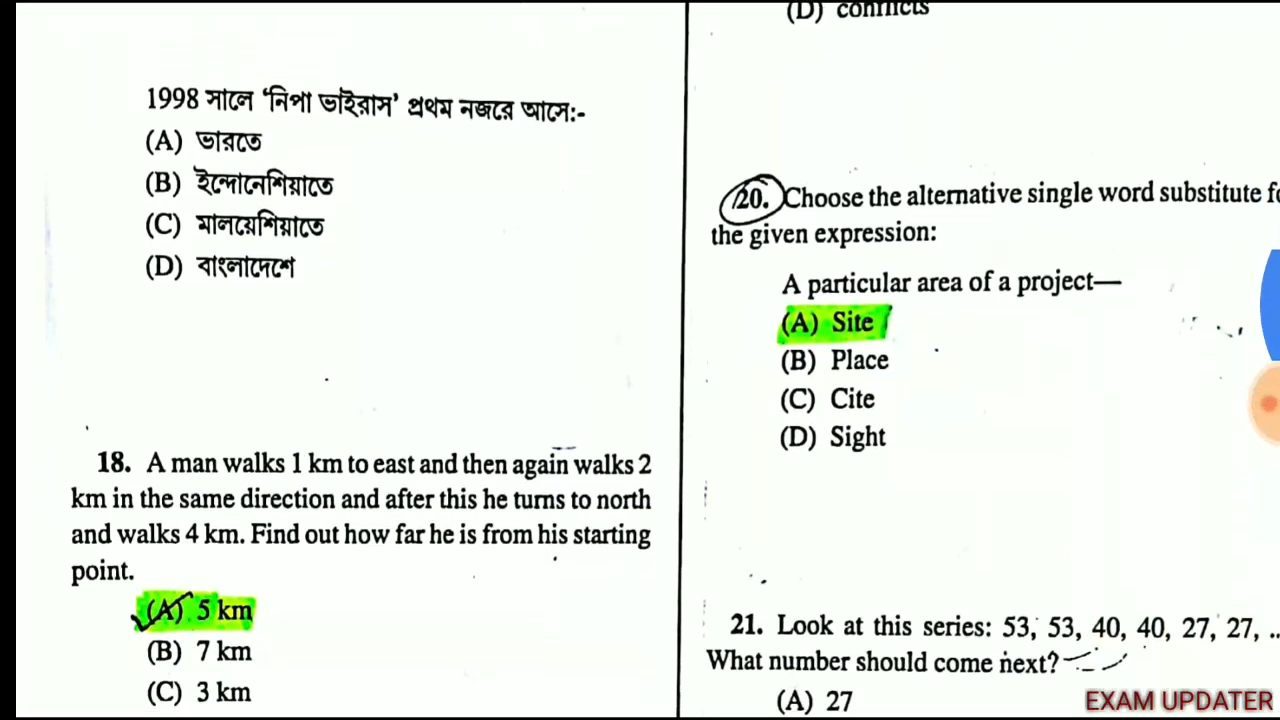 1998 সালে ‘নিপা ভাইরাস’ প্রথম নজরে আসে:-
(A) ভারতে
(B) ইন্দোনেশিয়াতে
(C) মালয়েশিয়াতে
(D) বাংলাদেশে
18. A man walks 1 km to east and then again walks 2
km in the same direction and after this he turns to north
and walks 4 km. Find out how far he is from his starting
point.
(A) 5 km
(B) 7 km
(C) 3 km
(D) conflicts
20. Choose the alternative single word substitute
the given expression:
A particular area of a project—
(A) Site
(B) Place
(C) Cite
(D) Sight
21. Look at this series: 53, 53, 40, 40, 27, 27, ..
What number should come next?
(A) 27
EXAM UPDATER